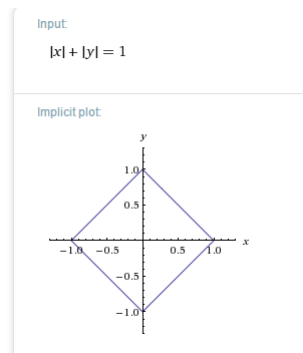 Input:
|x| + |y| = 1
Implicit plot:
y
1.0
0.5
-1.0 -0.5 0.5 1.0 x
-0.5
-1.0